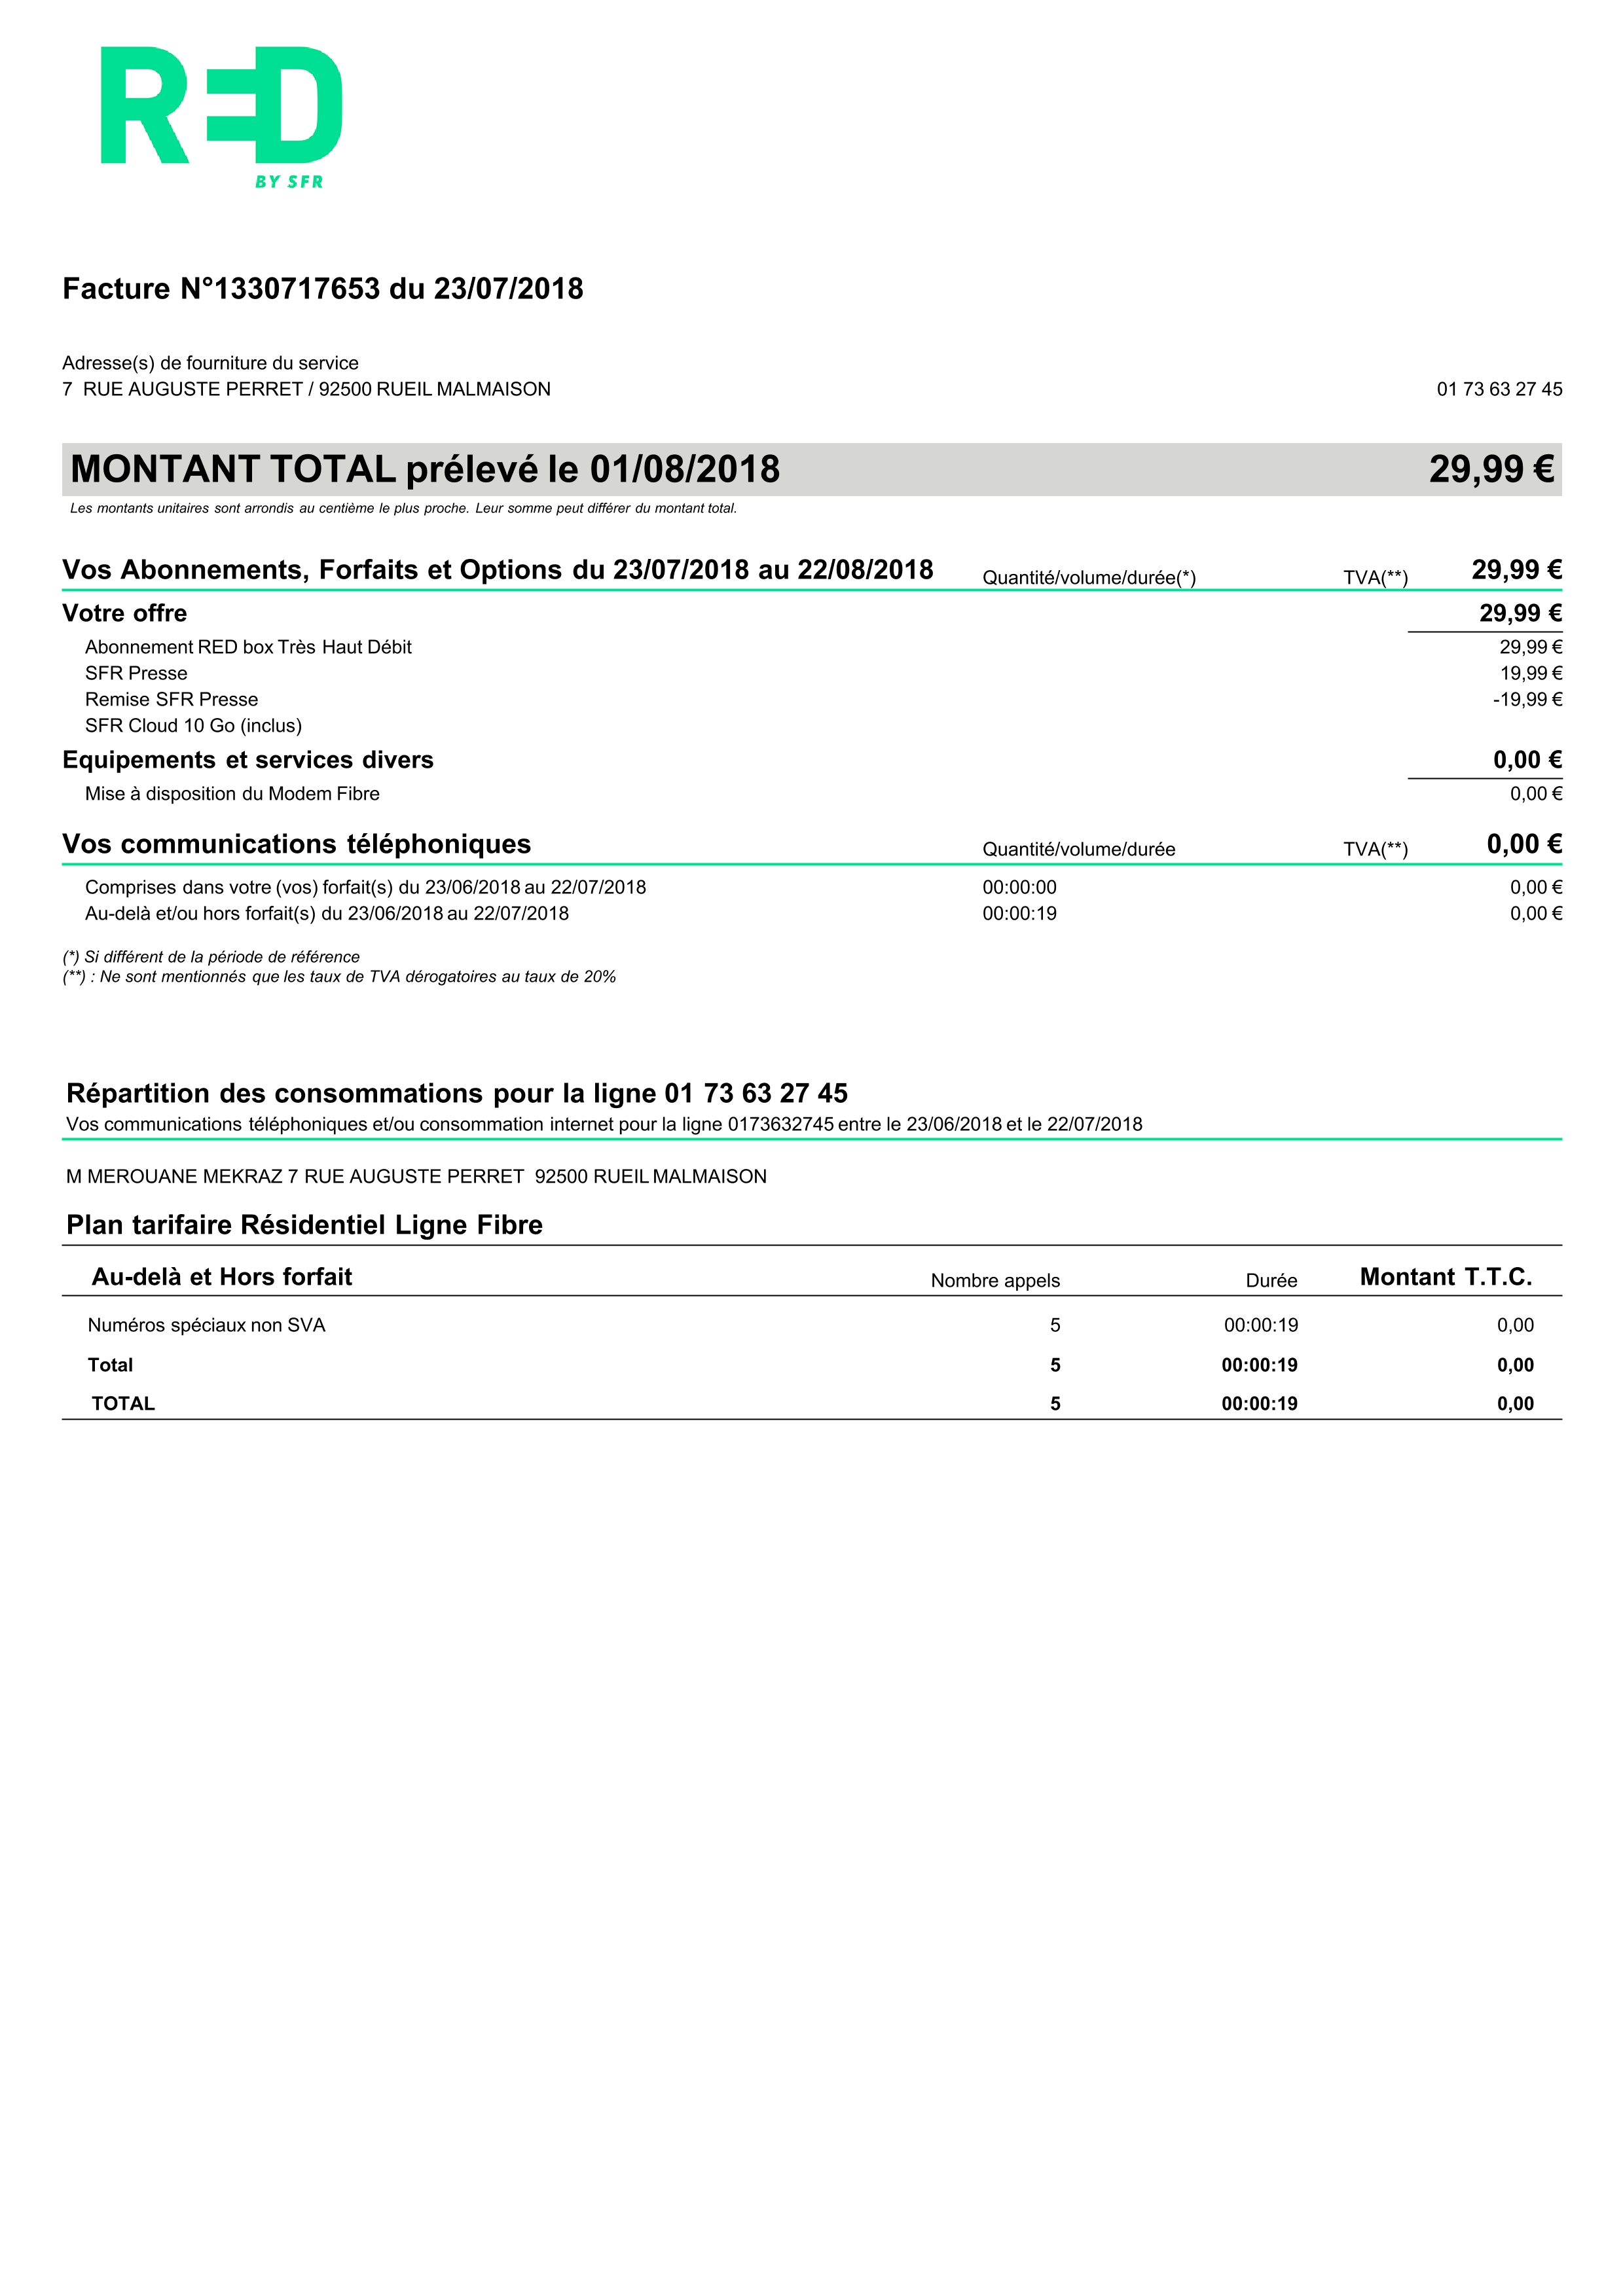 RED
BY SFR
Facture N°1330717653 du 23/07/2018
Adresse(s) de fourniture du service
7 RUE AUGUSTE PERRET / 92500 RUEIL MALMAISON 01 73 63 27 45
MONTANT TOTAL prélevé le 01/08/2018 29,99 €
Les montants unitaires sont arrondis au centième le plus proche. Leur somme peut différer du montant total.
Vos Abonnements, Forfaits et Options du 23/07/2018 au 22/08/2018 Quantité/volume/durée(*) TVA(**) 29,99 €
Votre offre 29,99 €
Abonnement RED box Très Haut Débit 29,99 €
SFR Presse 19,99 €
Remise SFR Presse -19,99 €
SFR Cloud 10 Go (inclus)
Equipements et services divers 0,00 €
Mise à disposition du Modem Fibre 0,00 €
Vos communications téléphoniques Quantité/volume/durée TVA(**) 0,00 €
Comprises dans votre (vos) forfait(s) du 23/06/2018 au 22/07/2018 00:00:00 0,00 €
Au-delà et/ou hors forfait(s) du 23/06/2018 au 22/07/2018 00:00:19 0,00 €
(*) Si différent de la période de référence
(**) : Ne sont mentionnés que les taux de TVA dérogatoires au taux de 20%
Répartition des consommations pour la ligne 01 73 63 27 45
Vos communications téléphoniques et/ou consommation internet pour la ligne 0173632745 entre le 23/06/2018 et le 22/07/2018
M MEROUANE MEKRAZ 7 RUE AUGUSTE PERRET 92500 RUEIL MALMAISON
Plan tarifaire Résidentiel Ligne Fibre
Au-delà et Hors forfait Nombre appels Durée Montant T.T.C.
Numéros spéciaux non SVA 5 00:00:19 0,00
Total 5 00:00:19 0,00
TOTAL 5 00:00:19 0,00